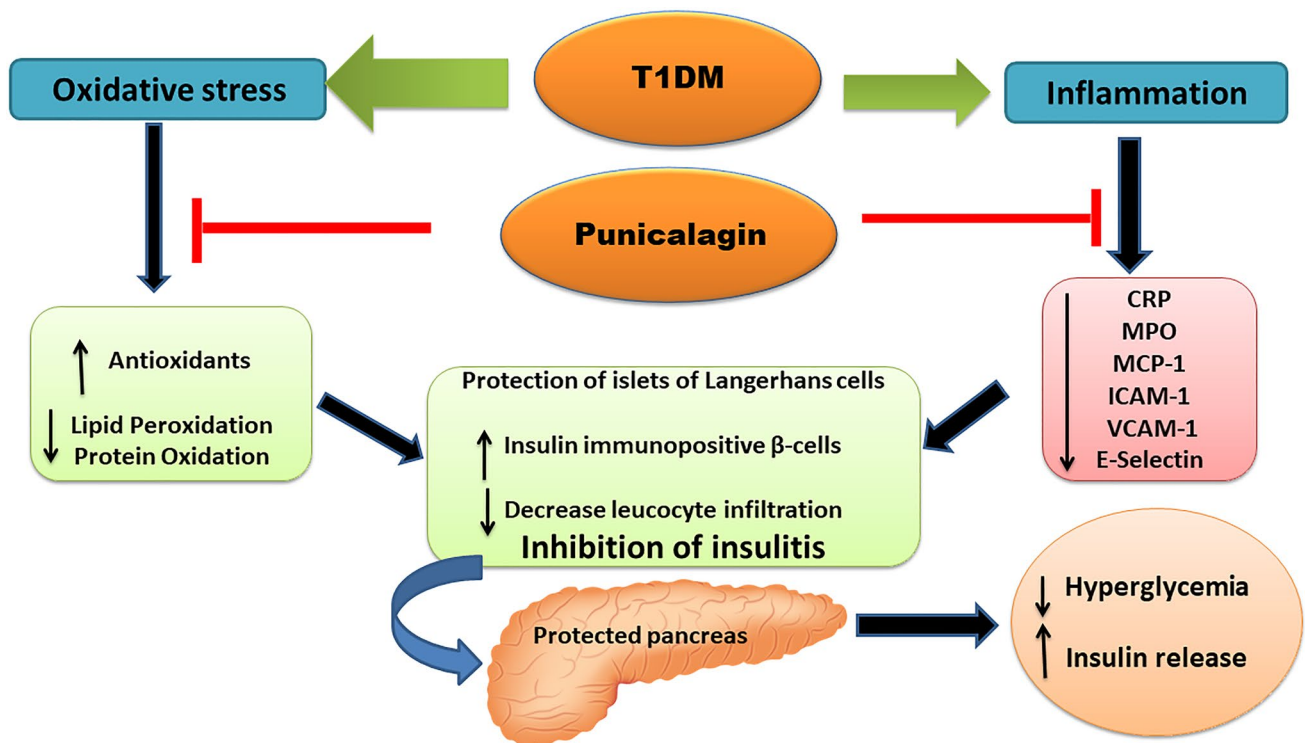 T1DM
Oxidative stress
Inflammation
Punicalagin
Antioxidants
Lipid Peroxidation
Protein Oxidation
CRP
MPO
MCP-1
ICAM-1
VCAM-1
E-Selectin
Protection of islets of Langerhans cells
Insulin immunopositive β-cells
Decrease leucocyte infiltration
Inhibition of insulitis
Protected pancreas
Hyperglycemia
Insulin release